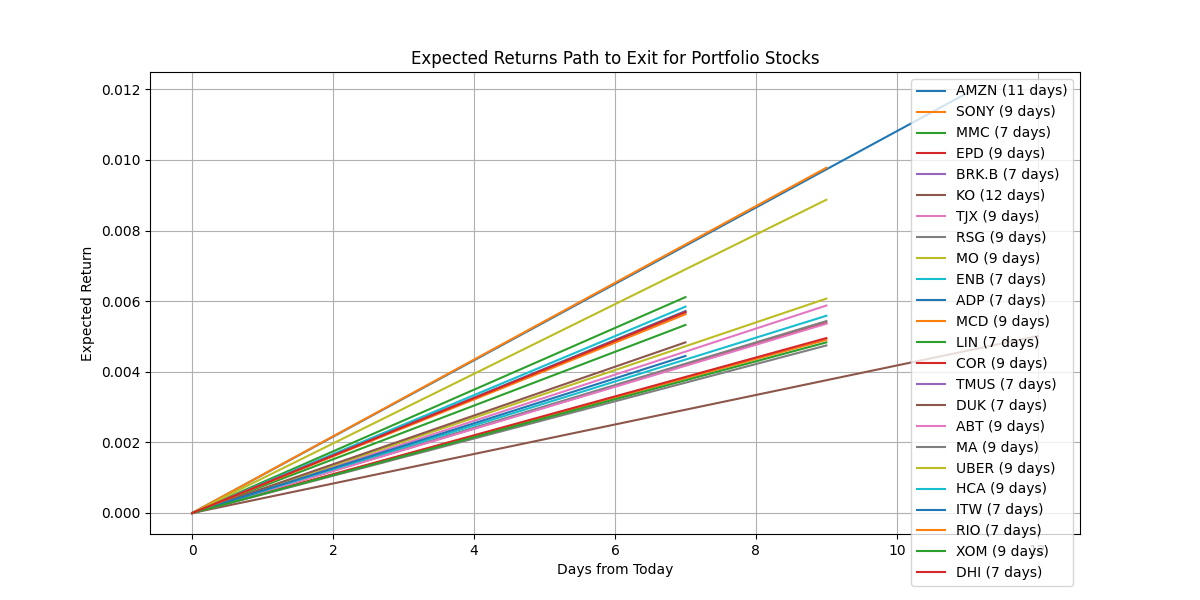 Expected Returns Path to Exit for Portfolio Stocks
Expected Return
0.012
0.010
0.008
0.006
0.004
0.002
0.000
0
2
4
6
8
10
Days from Today
AMZN (11 days)
SONY (9 days)
MMC (7 days)
EPD (9 days)
BRK.B (7 days)
KO (12 days)
TJX (9 days)
RSG (9 days)
MO (9 days)
ENB (7 days)
ADP (7 days)
MCD (9 days)
LIN (7 days)
COR (9 days)
TMUS (7 days)
DUK (7 days)
ABT (9 days)
MA (9 days)
UBER (9 days)
HCA (9 days)
ITW (7 days)
RIO (7 days)
XOM (9 days)
DHI (7 days)